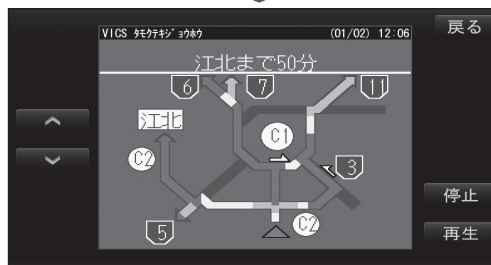 VICS ﾀﾓｸﾃｷｼﾞｮｳﾎｳ (01/02) 12:06
戻る
江北まで50分
6
7
11
江北
C1
C2
3
停止
5
C2
再生